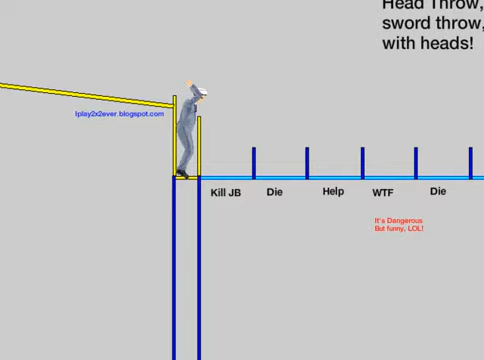 Head Throw,
sword throw,
with heads!
Iplay2x2ever.blogspot.com
Kill JB
Die
Help
WTF
Die
It's Dangerous
But funny, LOL!